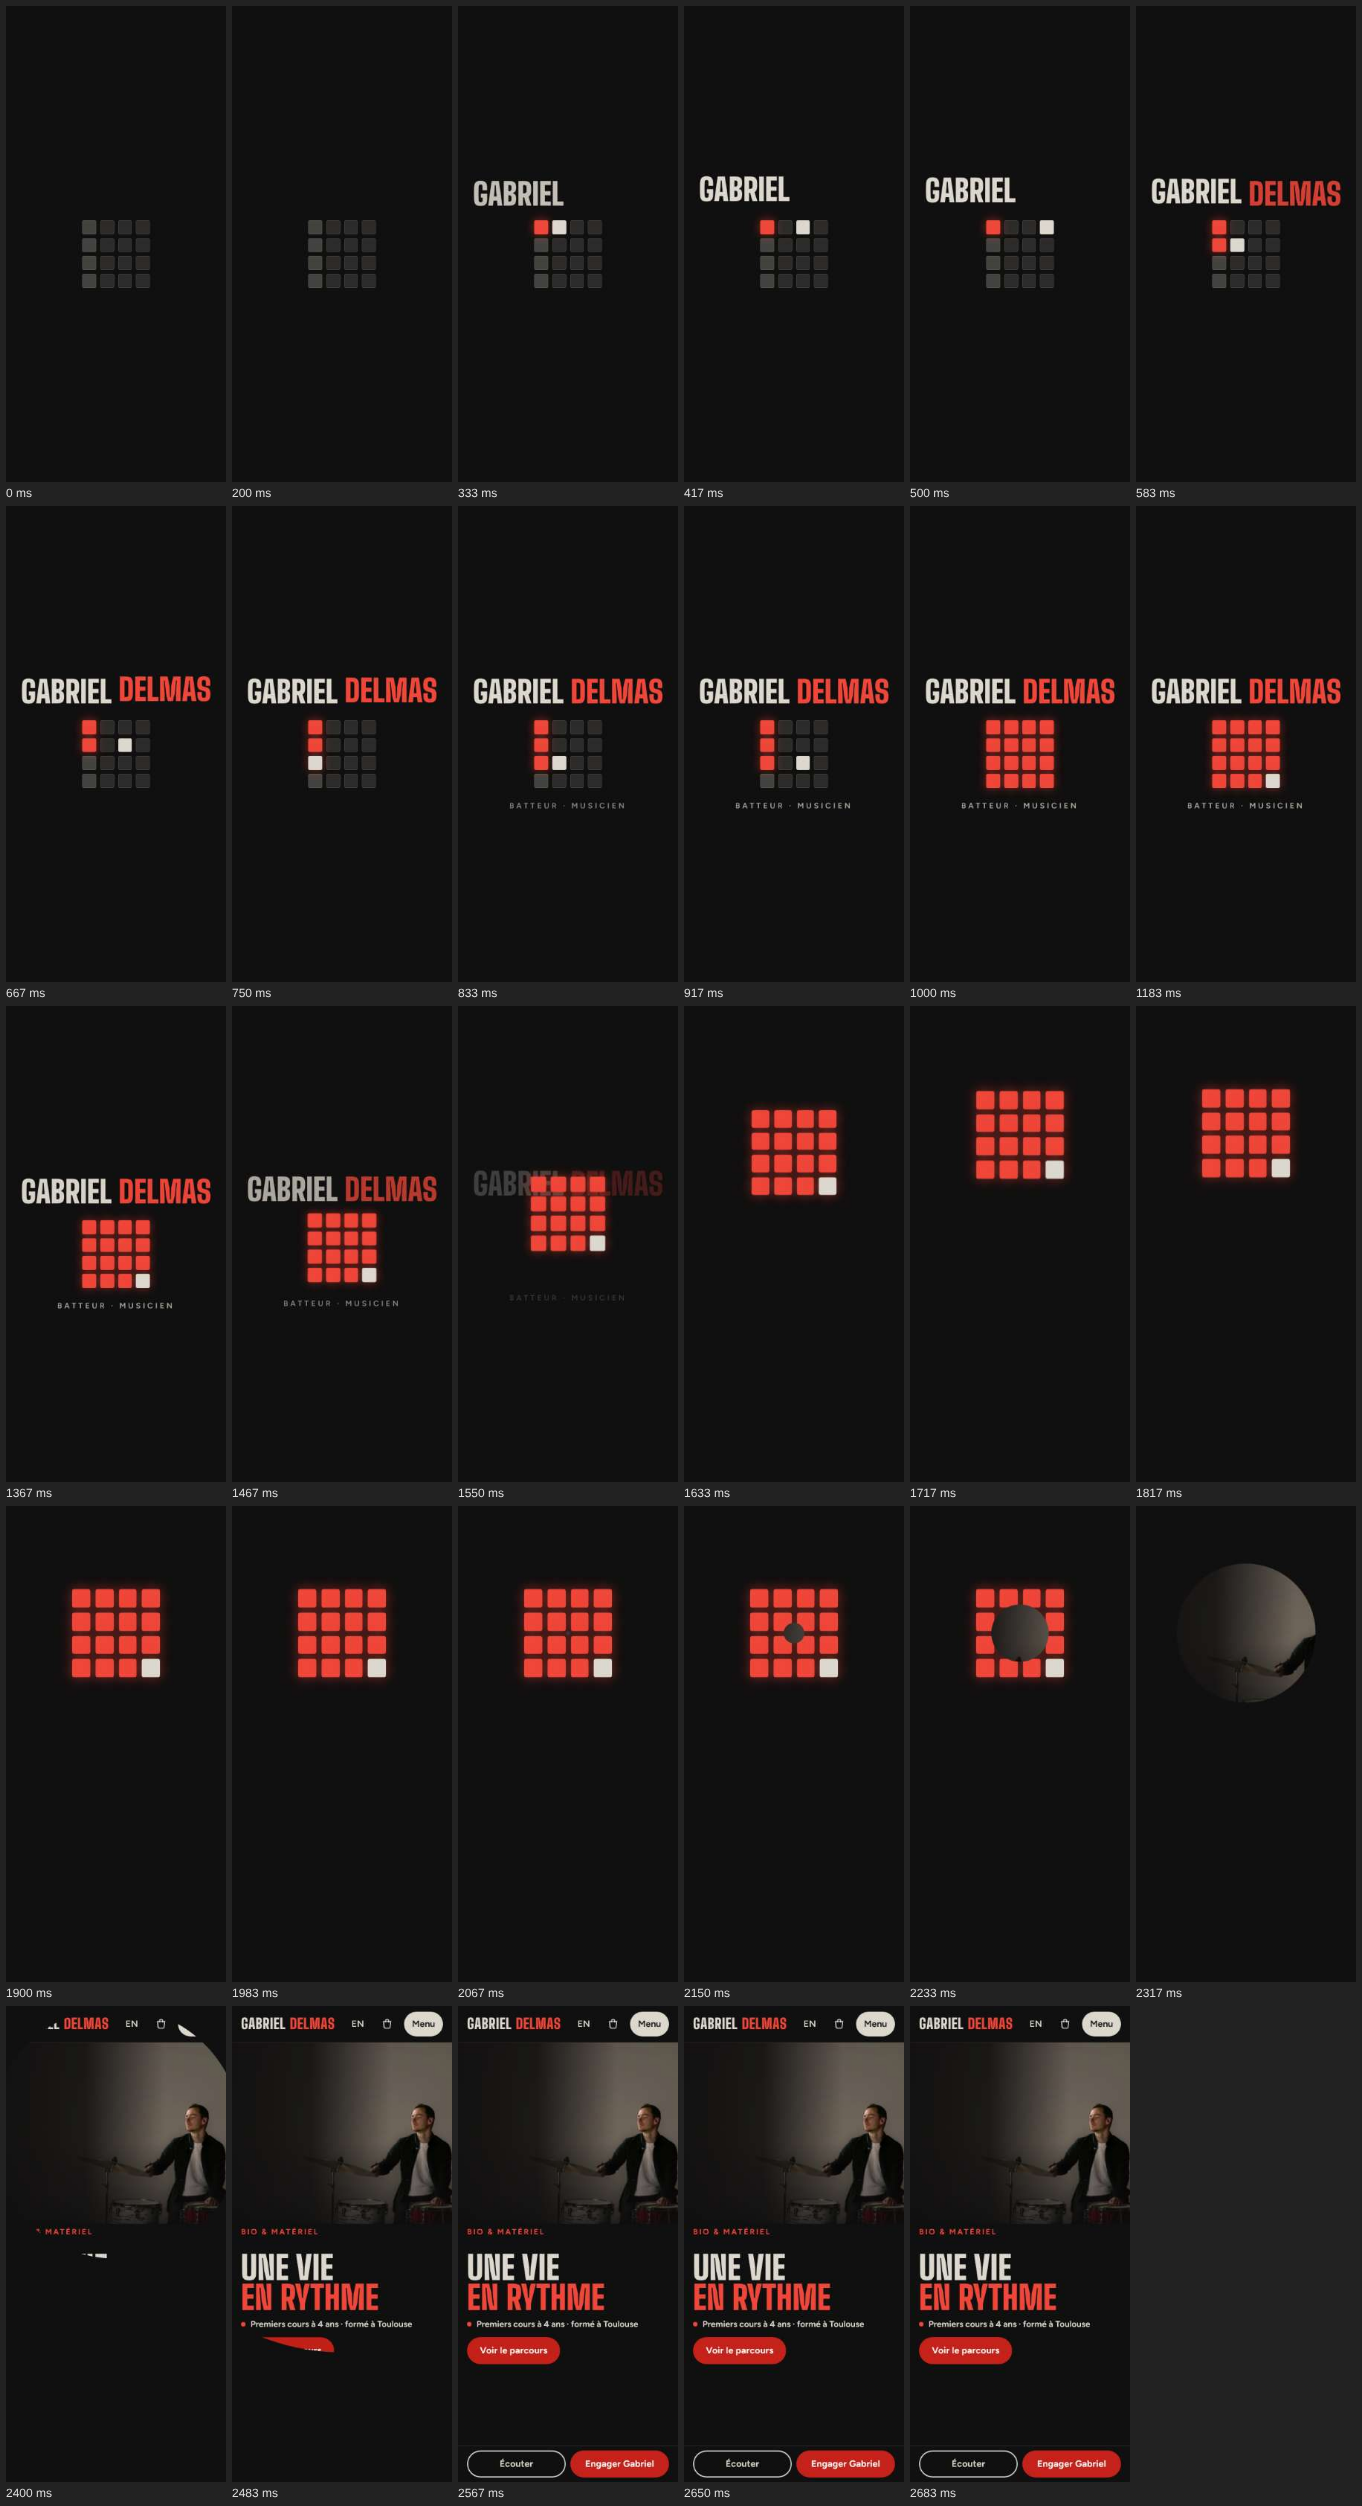 GABRIEL
GABRIEL
GABRIEL
GABRIEL DELMAS
0 ms
200 ms
333 ms
417 ms
500 ms
583 ms
GABRIEL DELMAS
GABRIEL DELMAS
GABRIEL DELMAS
GABRIEL DELMAS
GABRIEL DELMAS
GABRIEL DELMAS
BATTEUR · MUSICIEN
BATTEUR · MUSICIEN
BATTEUR · MUSICIEN
BATTEUR · MUSICIEN
667 ms
750 ms
833 ms
917 ms
1000 ms
1183 ms
GABRIEL DELMAS
GABRIEL DELMAS
GABRIEL DELMAS
BATTEUR · MUSICIEN
BATTEUR · MUSICIEN
BATTEUR · MUSICIEN
1367 ms
1467 ms
1550 ms
1633 ms
1717 ms
1817 ms
1900 ms
1983 ms
2067 ms
2150 ms
2233 ms
2317 ms
DELMAS EN
GABRIEL DELMAS EN Menu
GABRIEL DELMAS EN Menu
GABRIEL DELMAS EN Menu
GABRIEL DELMAS EN Menu
MATÉRIEL
BIO & MATÉRIEL
BIO & MATÉRIEL
BIO & MATÉRIEL
BIO & MATÉRIEL
UNE VIE
UNE VIE
UNE VIE
UNE VIE
EN RYTHME
EN RYTHME
EN RYTHME
EN RYTHME
Premiers cours à 4 ans · formé à Toulouse
Premiers cours à 4 ans · formé à Toulouse
Premiers cours à 4 ans · formé à Toulouse
Premiers cours à 4 ans · formé à Toulouse
Voir le parcours
Voir le parcours
Voir le parcours
Écouter Engager Gabriel
Écouter Engager Gabriel
Écouter Engager Gabriel
2400 ms
2483 ms
2567 ms
2650 ms
2683 ms